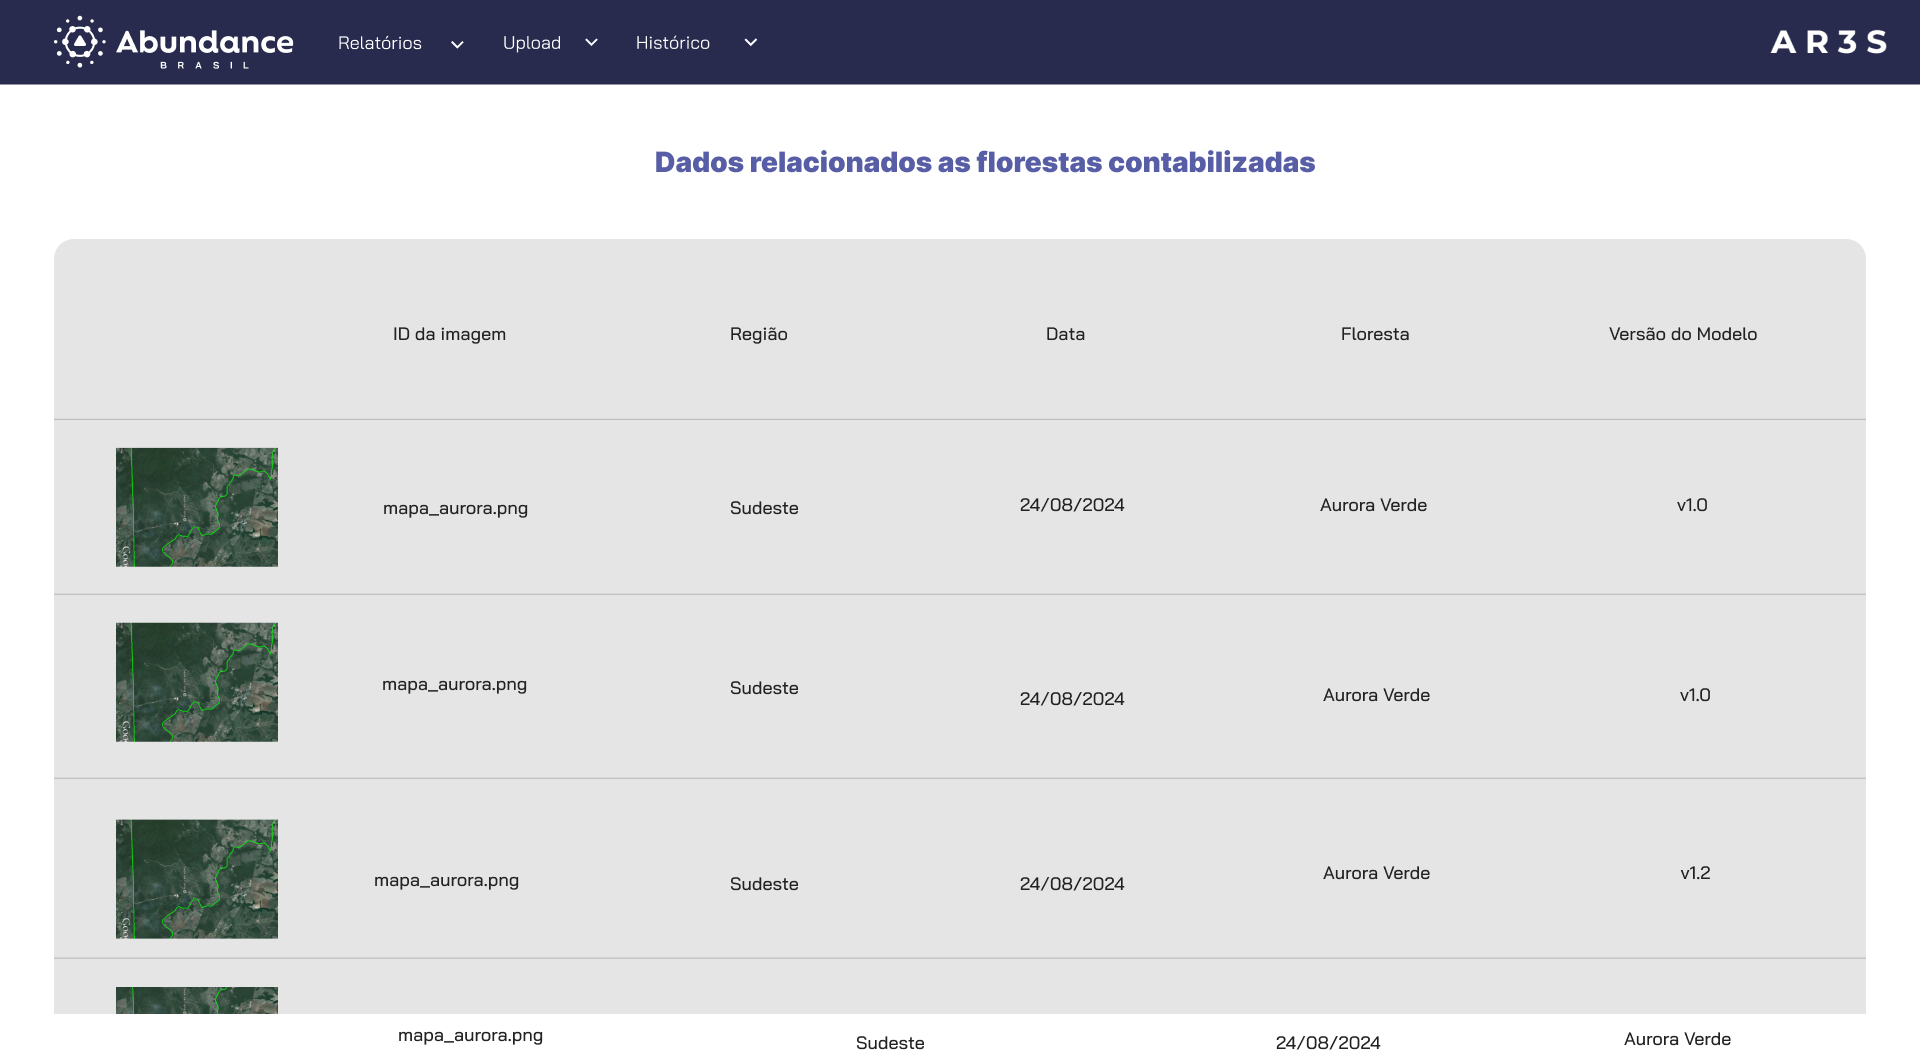 Abundance
BRASIL
Relatórios
Upload
Histórico
AR3S
Dados relacionados as florestas contabilizadas
ID da imagem
Região
Data
Floresta
Versão do Modelo
mapa_aurora.png
Sudeste
24/08/2024
Aurora Verde
v1.0
mapa_aurora.png
Sudeste
24/08/2024
Aurora Verde
v1.0
mapa_aurora.png
Sudeste
24/08/2024
Aurora Verde
v1.2
mapa_aurora.png
Sudeste
24/08/2024
Aurora Verde